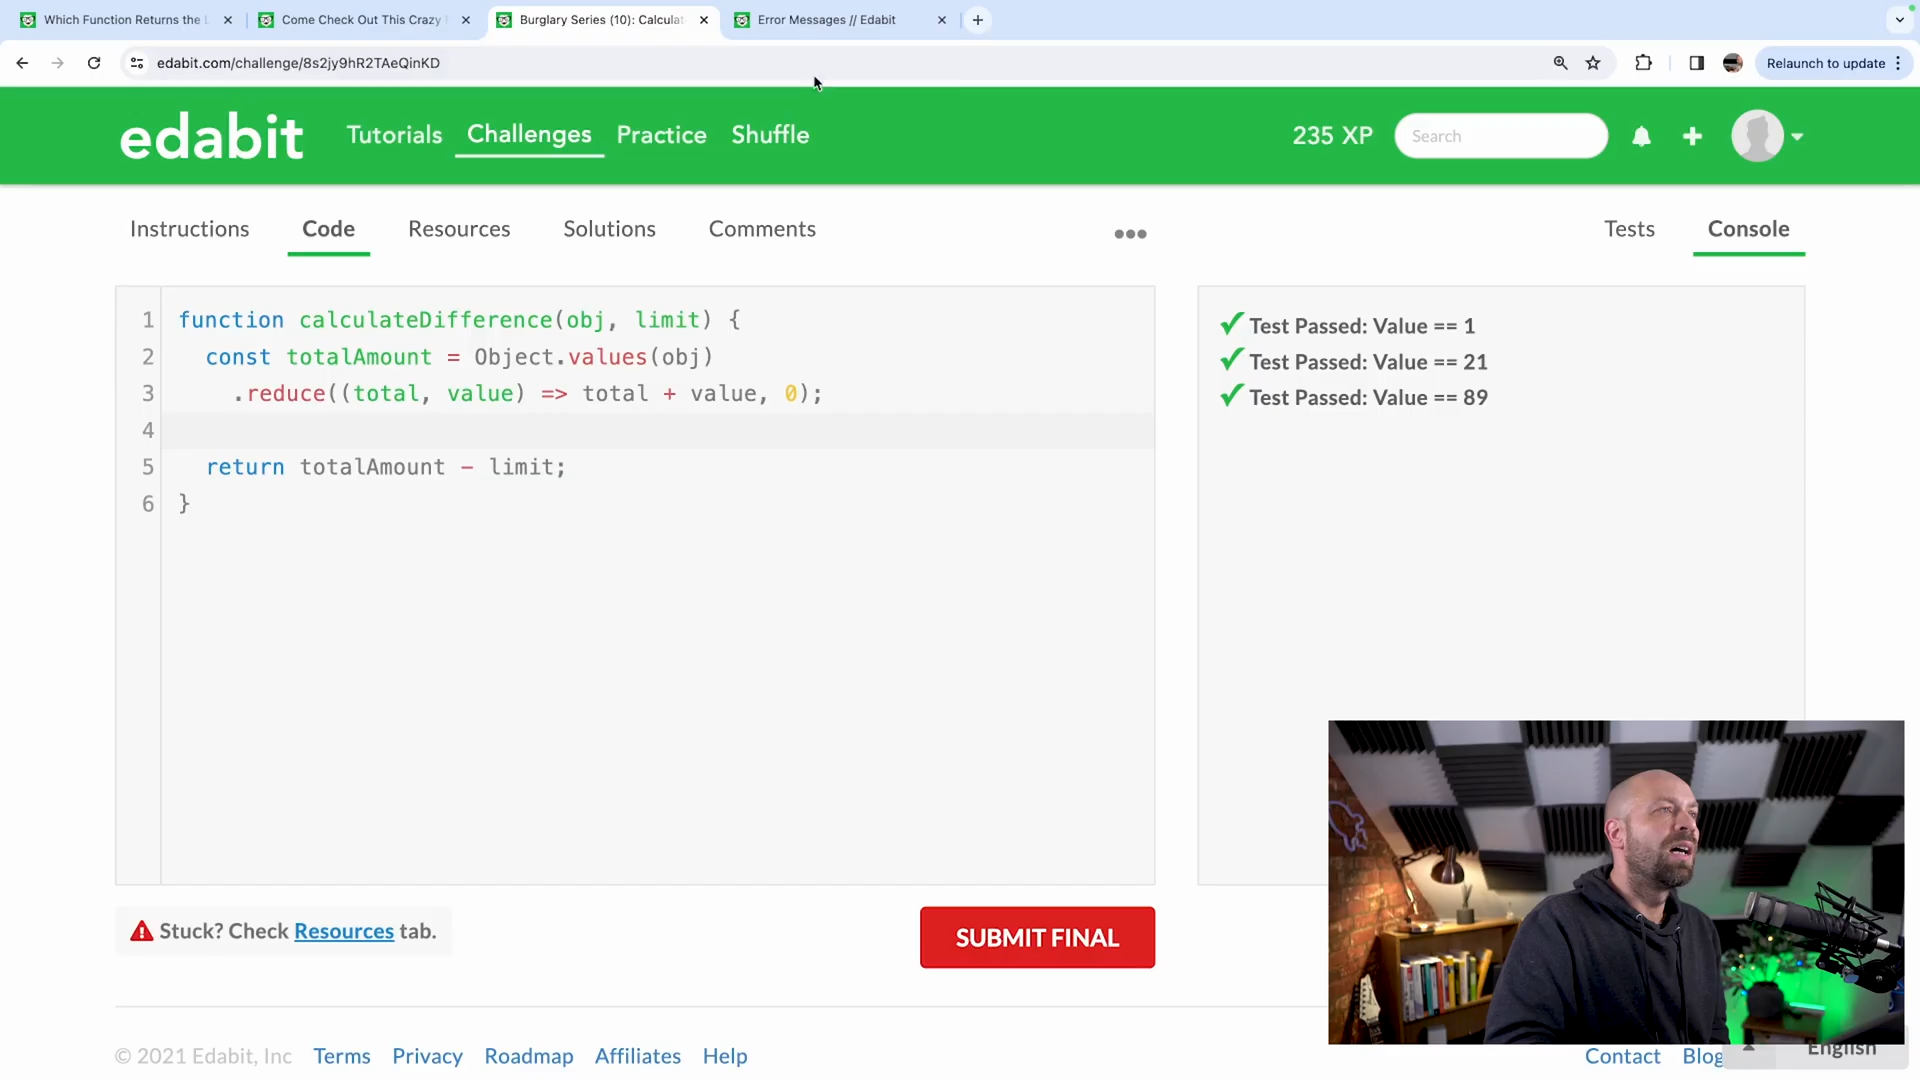 Which Function Returns the L
Come Check Out This Crazy
Burglary Series (10): Calculat
Error Messages // Edabit
edabit.com/challenge/8s2jy9hR2TAeQinKD
Relaunch to update
edabit
Tutorials
Challenges
Practice
Shuffle
235 XP
Search
Instructions
Code
Resources
Solutions
Comments
Tests
Console
1 function calculateDifference(obj, limit) {
2 const totalAmount = Object.values(obj)
3 .reduce((total, value) => total + value, 0);
4
5 return totalAmount - limit;
6 }
Test Passed: Value == 1
Test Passed: Value == 21
Test Passed: Value == 89
Stuck? Check Resources tab.
SUBMIT FINAL
© 2021 Edabit, Inc
Terms
Privacy
Roadmap
Affiliates
Help
Contact
Blog
English